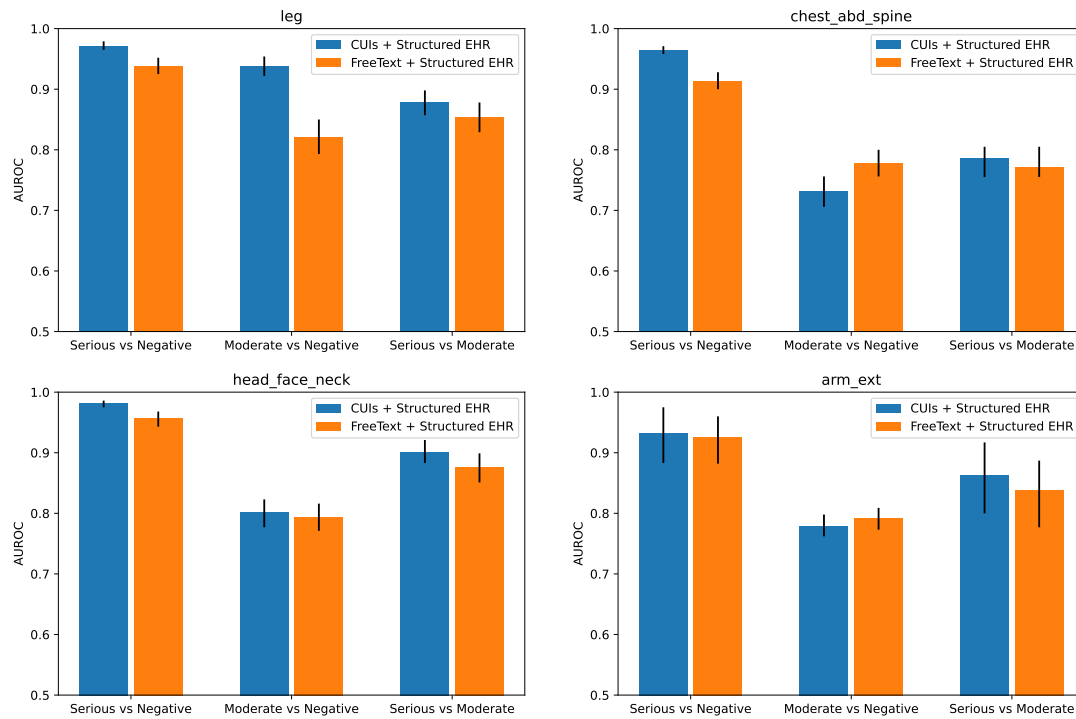 leg
1.0
0.9
0.8
0.7
0.6
0.5
AUROC
CUIs + Structured EHR
FreeText + Structured EHR
Serious vs Negative
Moderate vs Negative
Serious vs Moderate
chest_abd_spine
1.0
0.9
0.8
0.7
0.6
0.5
AUROC
CUIs + Structured EHR
FreeText + Structured EHR
Serious vs Negative
Moderate vs Negative
Serious vs Moderate
head_face_neck
1.0
0.9
0.8
0.7
0.6
0.5
AUROC
CUIs + Structured EHR
FreeText + Structured EHR
Serious vs Negative
Moderate vs Negative
Serious vs Moderate
arm_ext
1.0
0.9
0.8
0.7
0.6
0.5
AUROC
CUIs + Structured EHR
FreeText + Structured EHR
Serious vs Negative
Moderate vs Negative
Serious vs Moderate